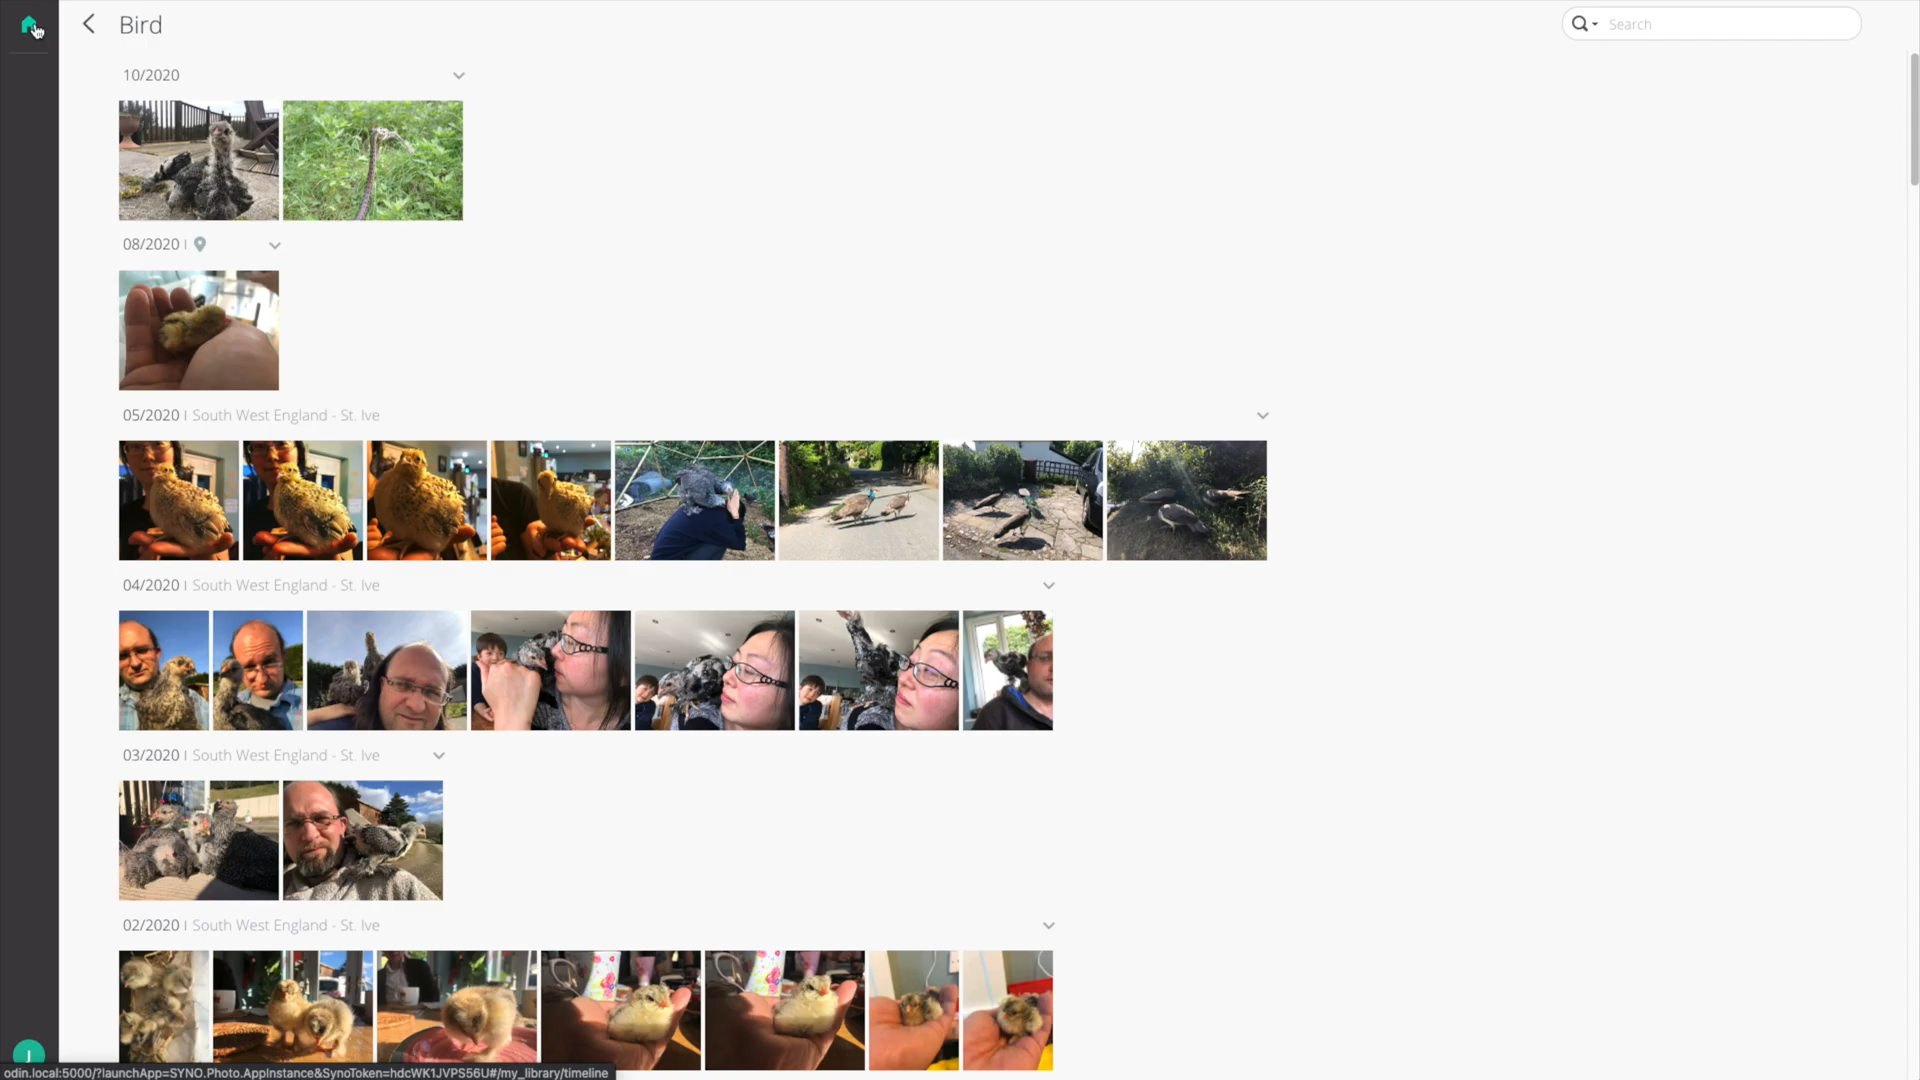 Bird
Search
10/2020
08/2020 |
05/2020 | South West England - St. Ive
04/2020 | South West England - St. Ive
03/2020 | South West England - St. Ive
02/2020 | South West England - St. Ive
J
odin.local:5000/?launchApp=SYNO.Photo.AppInstance&SynoToken=hdcWK1JVPS56U#/my_library/timeline